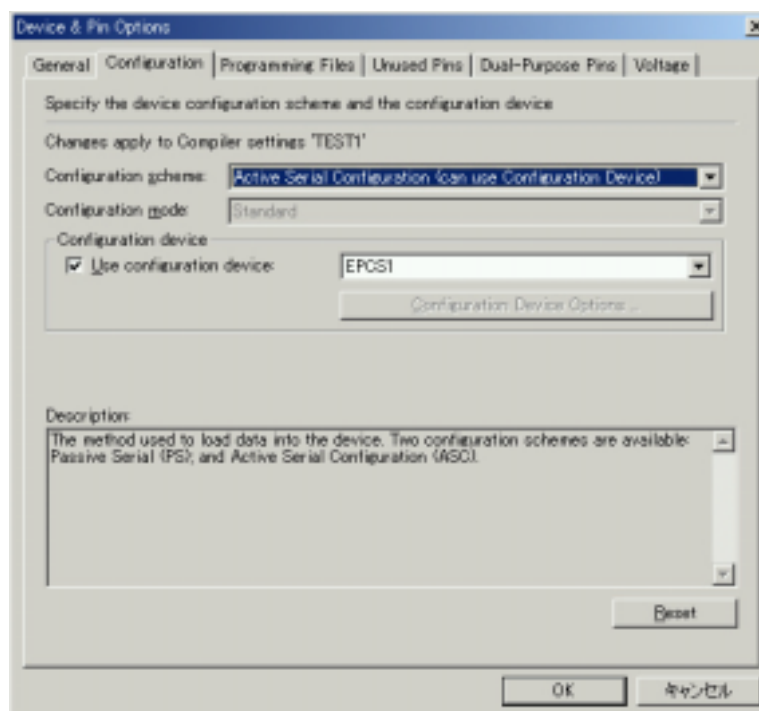 Device & Pin Options
General Configuration Programming Files Unused Pins Dual-Purpose Pins Voltage
Specify the device configuration scheme and the configuration device
Changes apply to Compiler settings 'TEST1'
Configuration scheme: Active Serial Configuration (can use Configuration Device)
Configuration mode: Standard
Configuration device
Use configuration device: EPCS1
Configuration Device Options ...
Description:
The method used to load data into the device. Two configuration schemes are available:
Passive Serial (PS); and Active Serial Configuration (ASC).
Reset
OK キャンセル